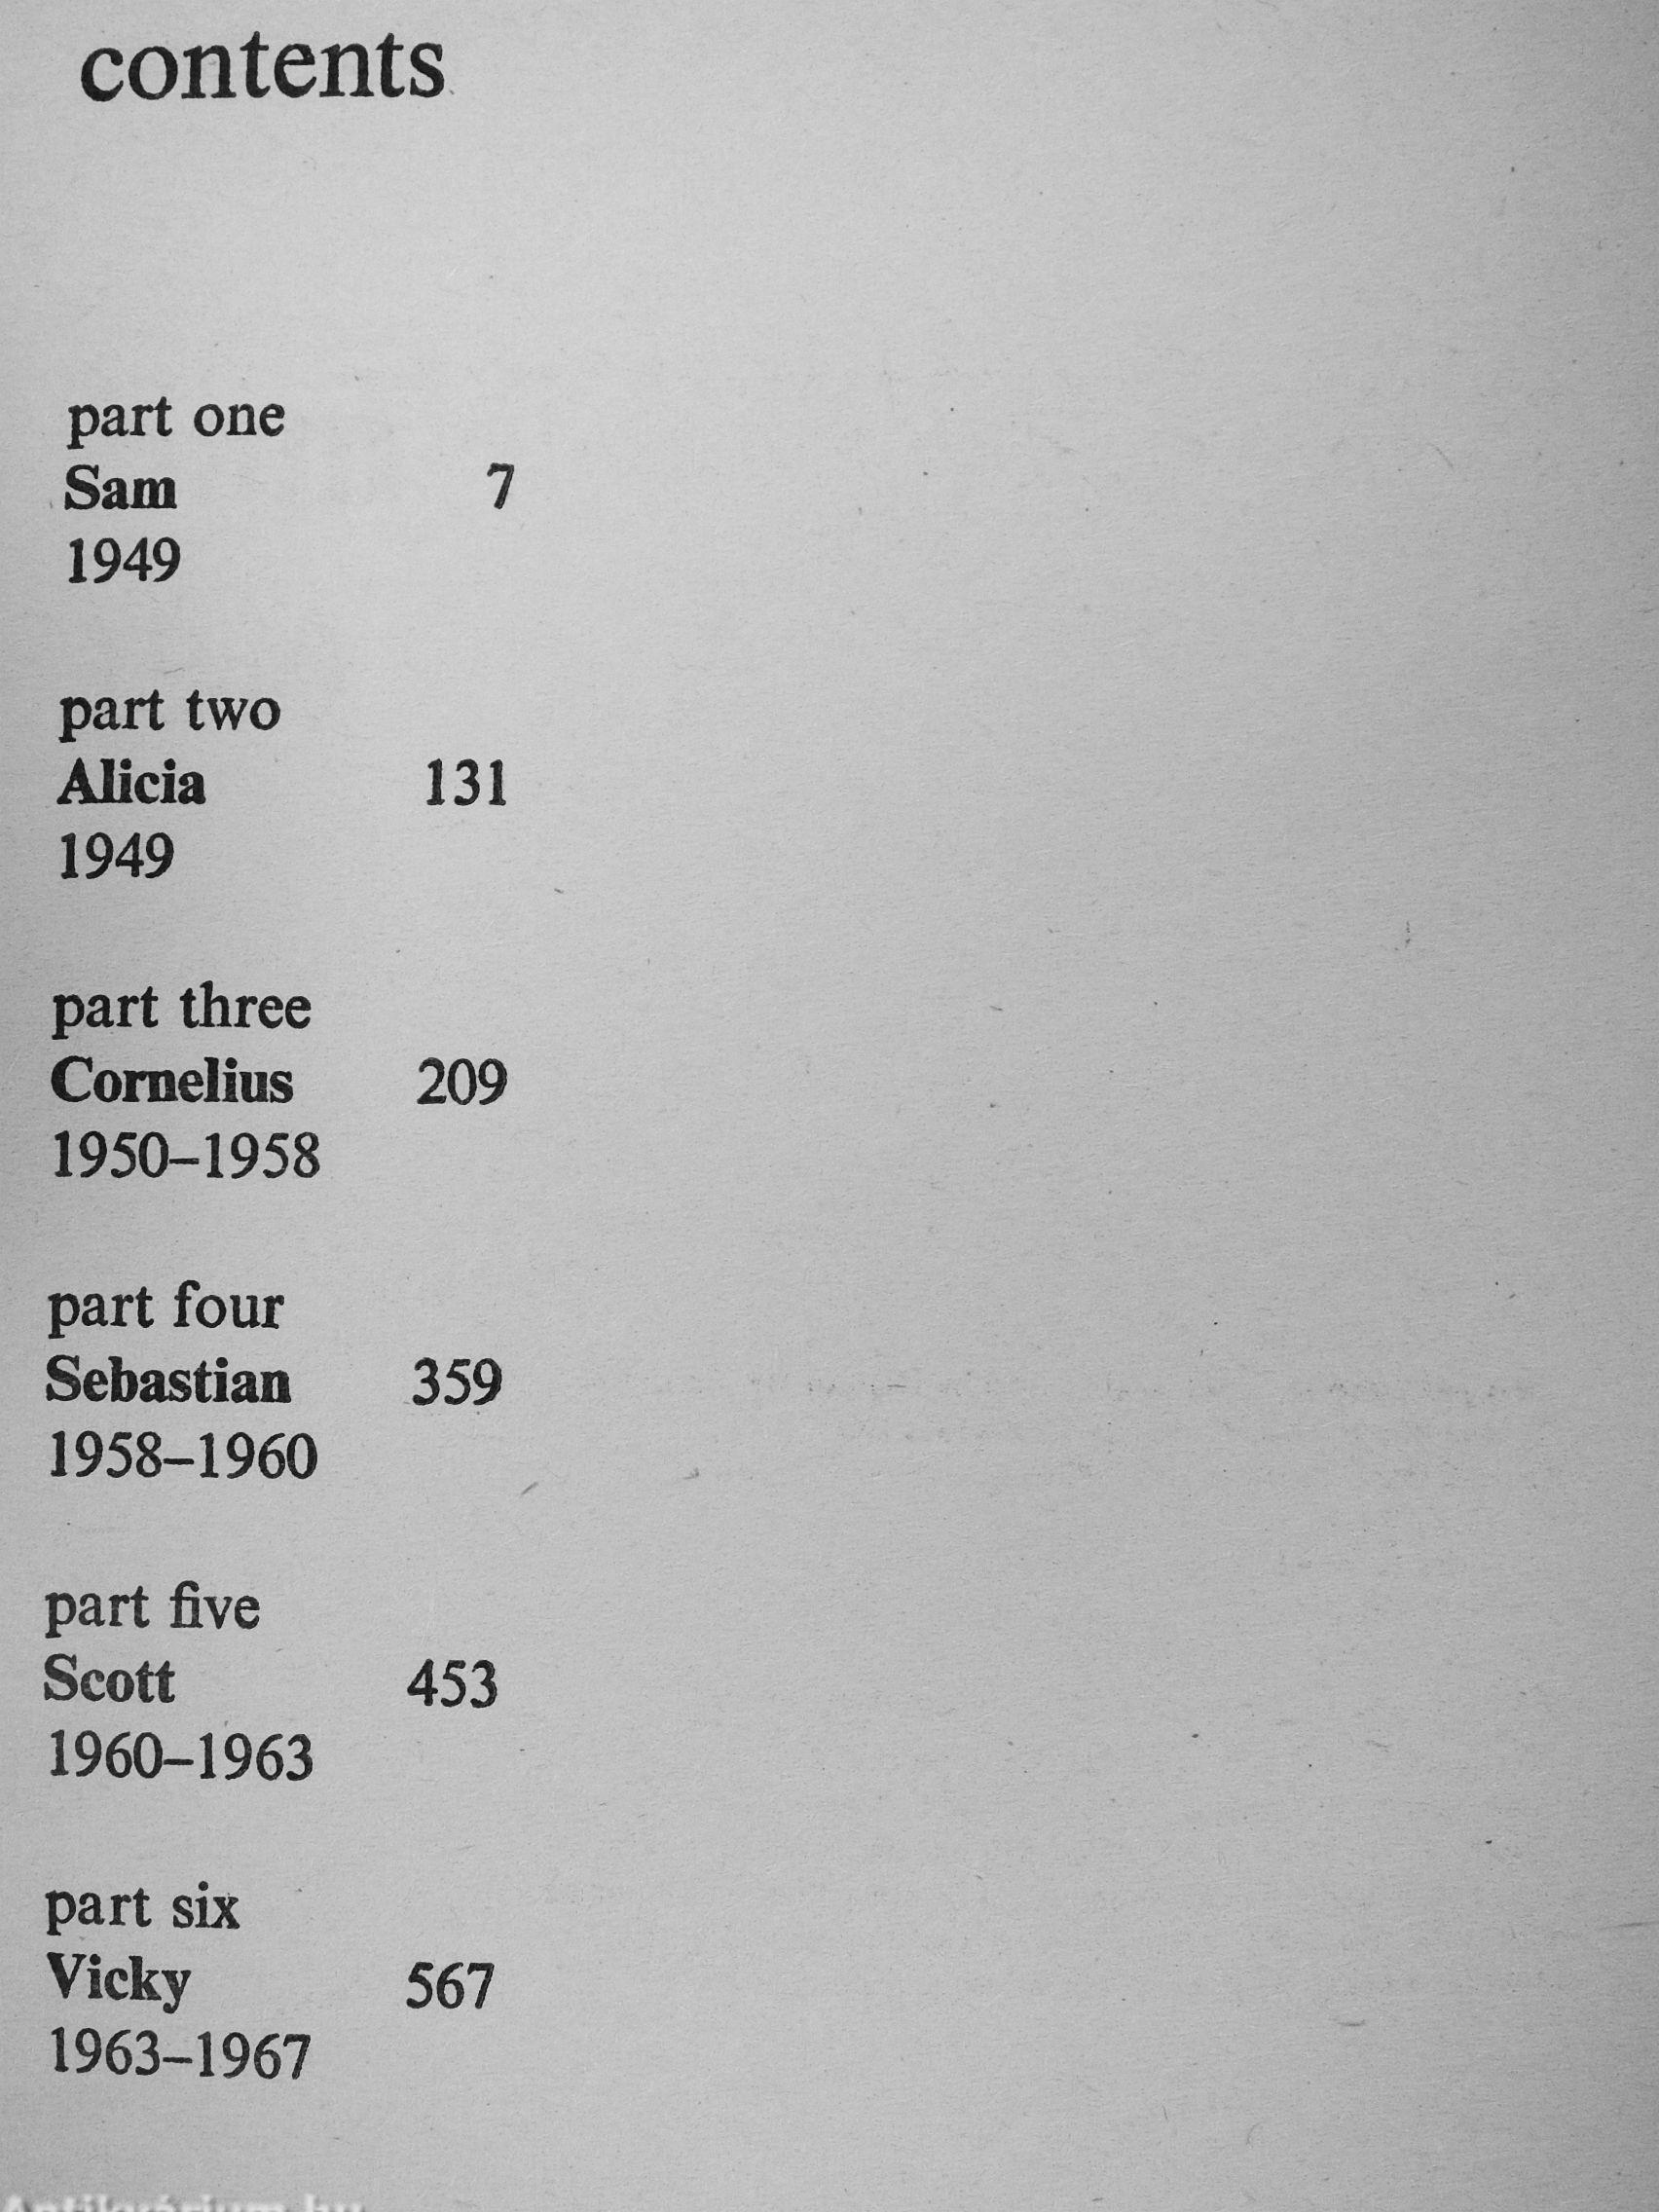 contents
part one
Sam 7
1949
part two
Alicia 131
1949
part three
Cornelius 209
1950–1958
part four
Sebastian 359
1958–1960
part five
Scott 453
1960–1963
part six
Vicky 567
1963–1967